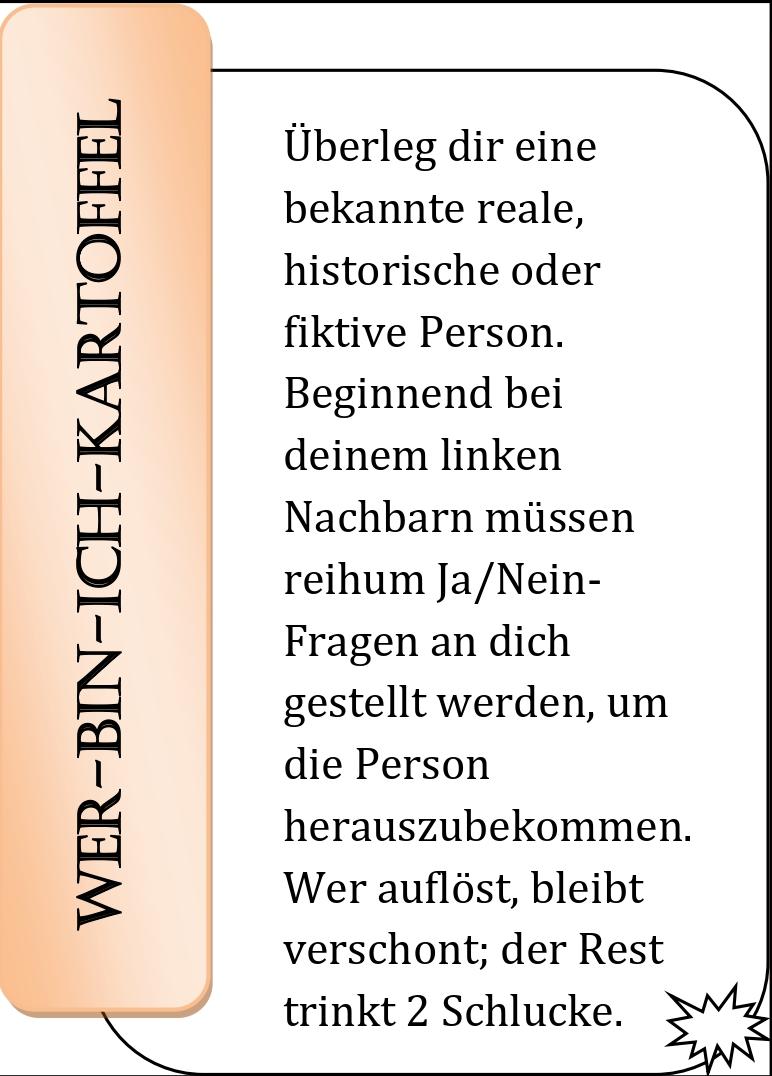 WER-BIN-ICH-KARTOFFEL
Überleg dir eine
bekannte reale,
historische oder
fiktive Person.
Beginnend bei
deinem linken
Nachbarn müssen
reihum Ja/Nein-
Fragen an dich
gestellt werden, um
die Person
herauszubekommen.
Wer auflöst, bleibt
verschont; der Rest
trinkt 2 Schlucke.